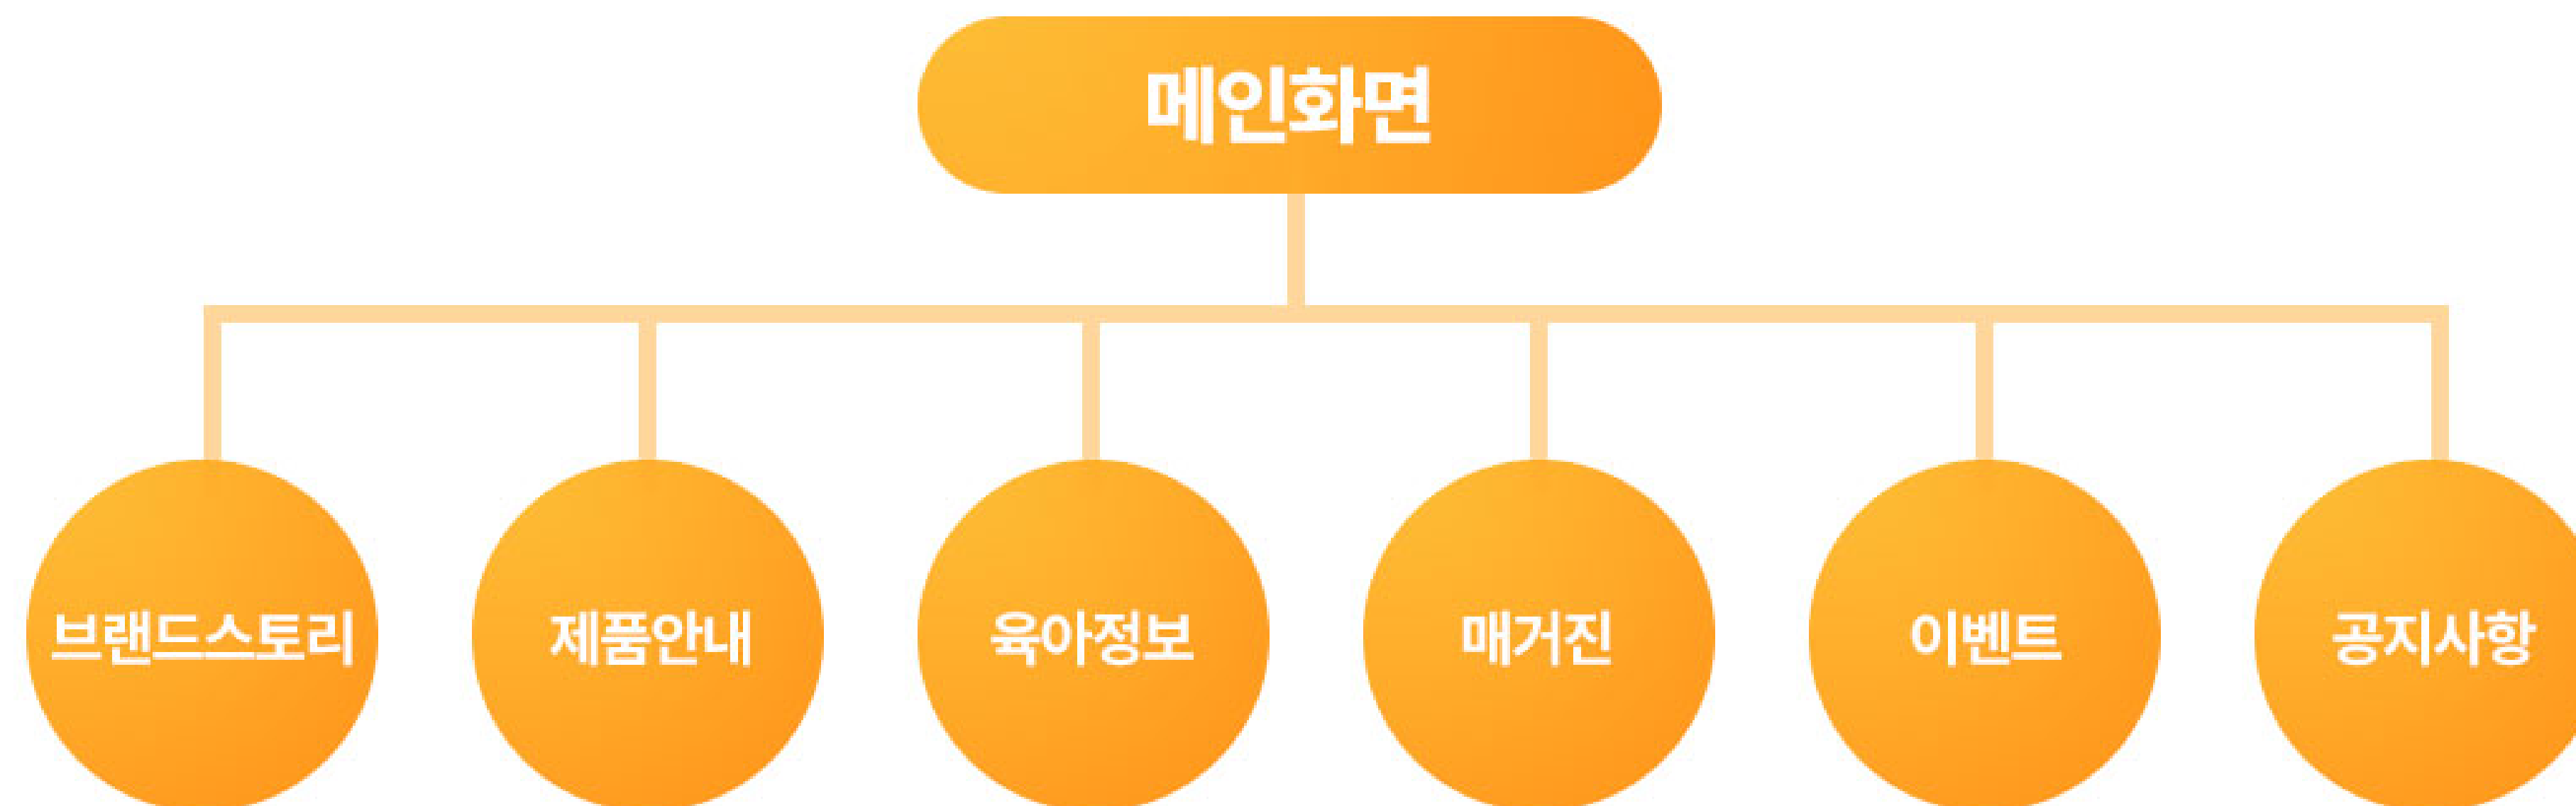 메인화면
브랜드스토리
제품안내
육아정보
매거진
이벤트
공지사항